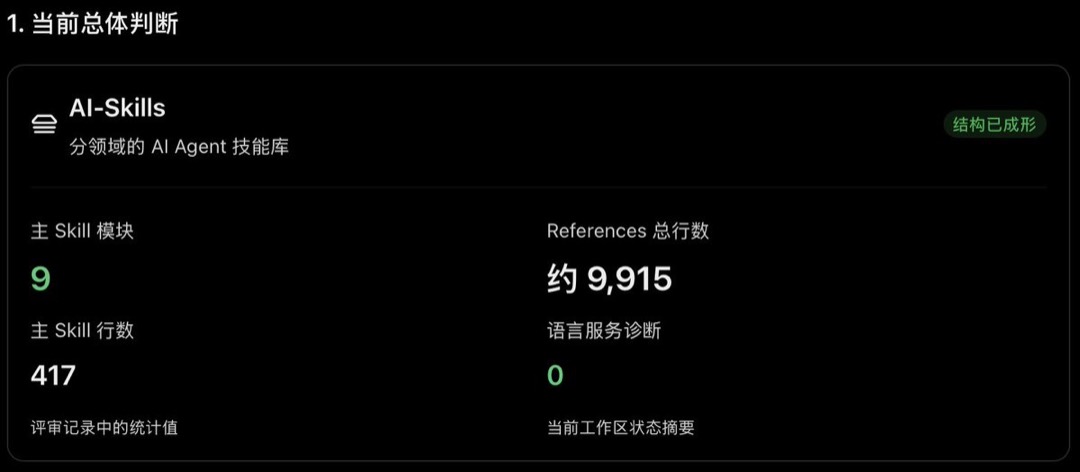 1. 当前总体判断
AI-Skills
分领域的 AI Agent 技能库
结构已成形
主 Skill 模块
9
References 总行数
约 9,915
主 Skill 行数
417
评审记录中的统计值
语言服务诊断
0
当前工作区状态摘要